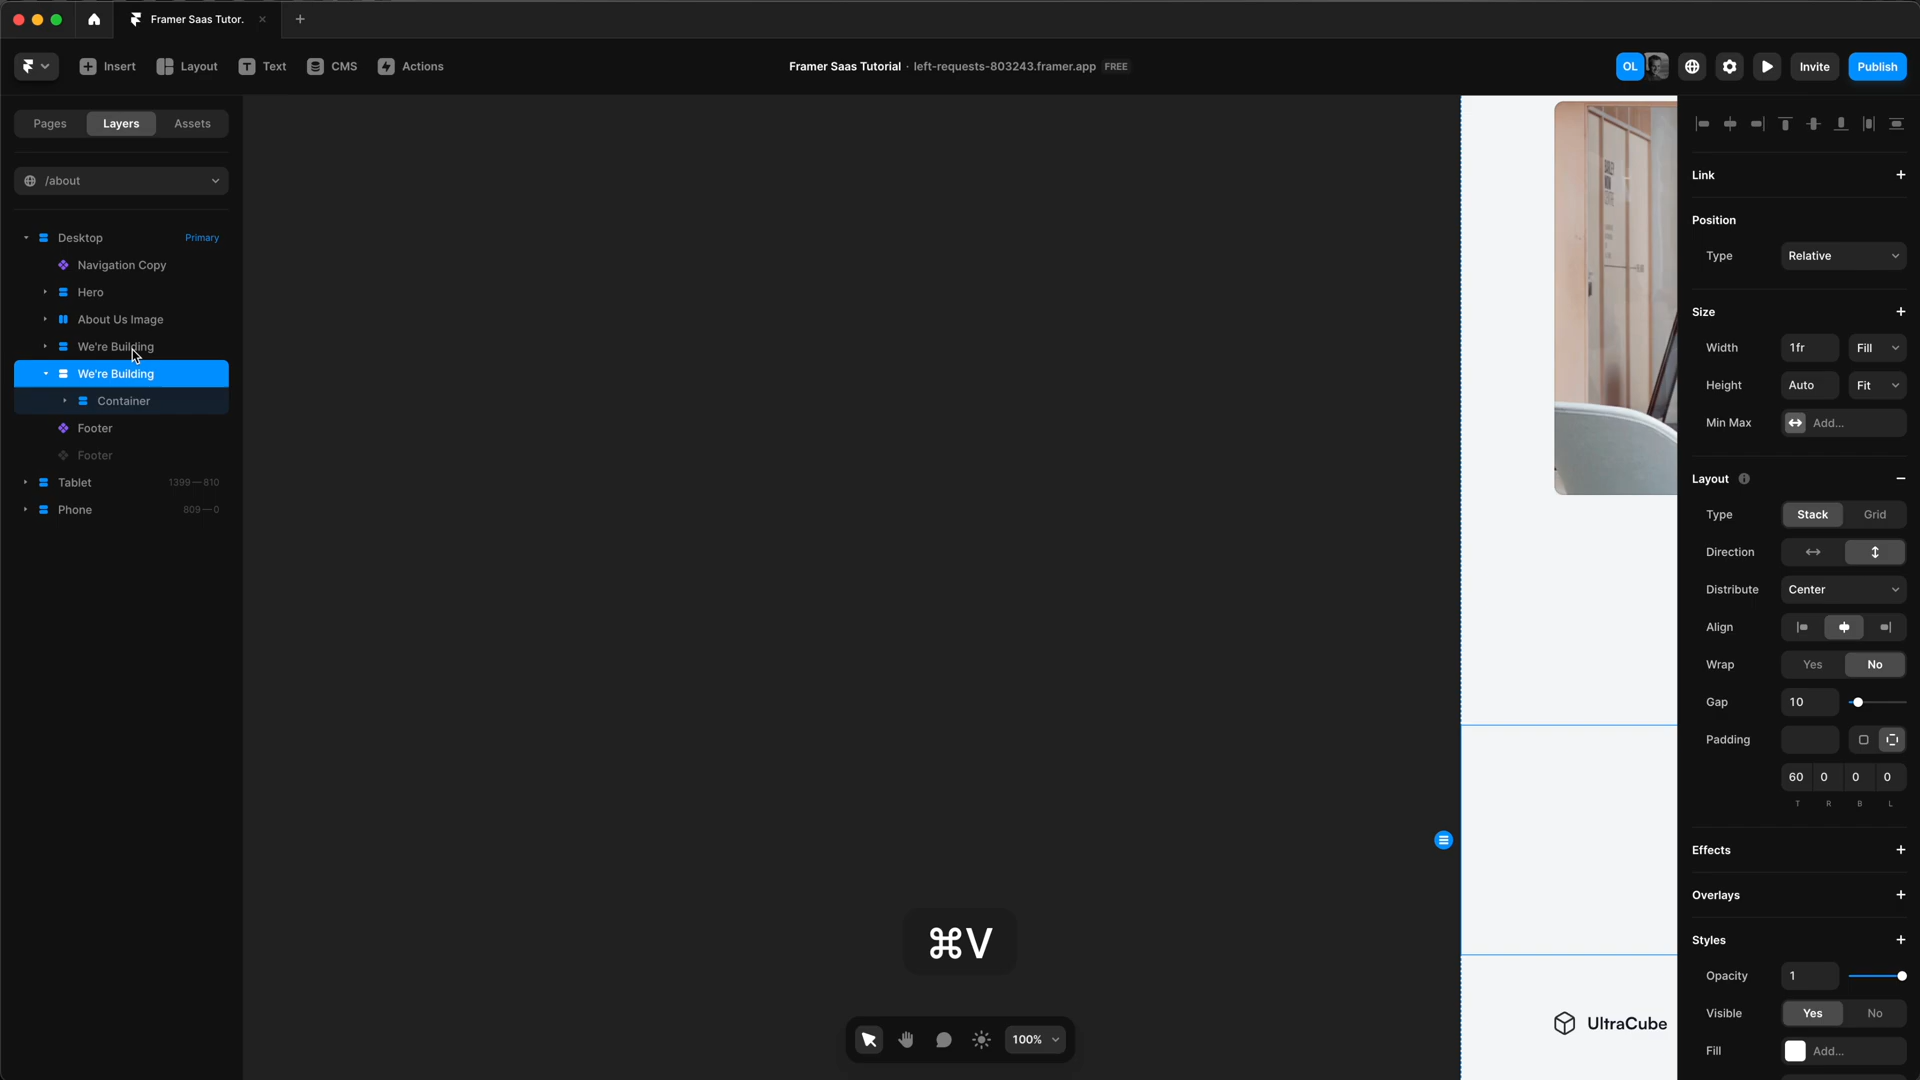 Framer Saas Tutor.
Insert
Layout
Text
CMS
Actions
Framer Saas Tutorial · left-requests-803243.framer.app FREE
OL
Invite
Publish
Pages
Layers
Assets
/about
Desktop
Primary
Navigation Copy
Hero
About Us Image
We're Building
We're Building
Container
Footer
Footer
Tablet
1399—810
Phone
809—0
⌘V
100%
UltraCube
Link
Position
Type
Relative
Size
Width
1fr
Fill
Height
Auto
Fit
Min Max
Add...
Layout
Type
Stack
Grid
Direction
Distribute
Center
Align
Wrap
Yes
No
Gap
10
Padding
60 0 0 0
T R B L
Effects
Overlays
Styles
Opacity
1
Visible
Yes
No
Fill
Add...